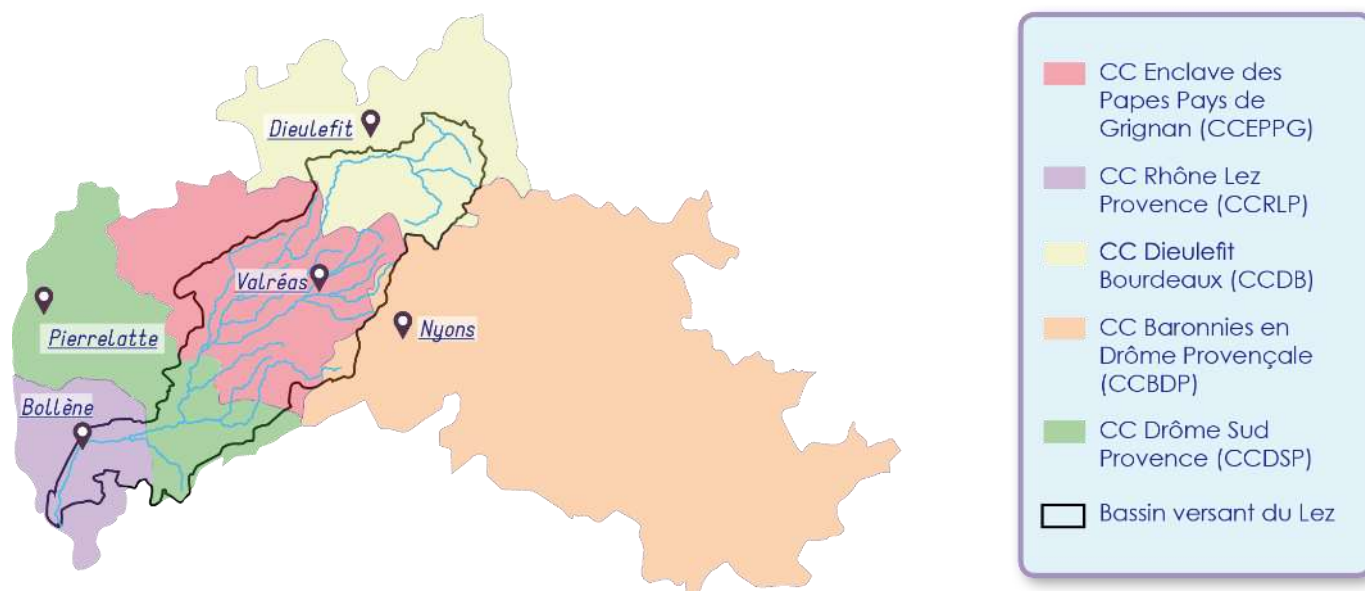 Dieulefit
Valréas
Pierrelatte
Nyons
Bollène
CC Enclave des
Papes Pays de
Grignan (CCEPPG)
CC Rhône Lez
Provence (CCRLP)
CC Dieulefit
Bourdeaux (CCDB)
CC Baronnies en
Drôme Provençale
(CCBDP)
CC Drôme Sud
Provence (CCDSP)
Bassin versant du Lez